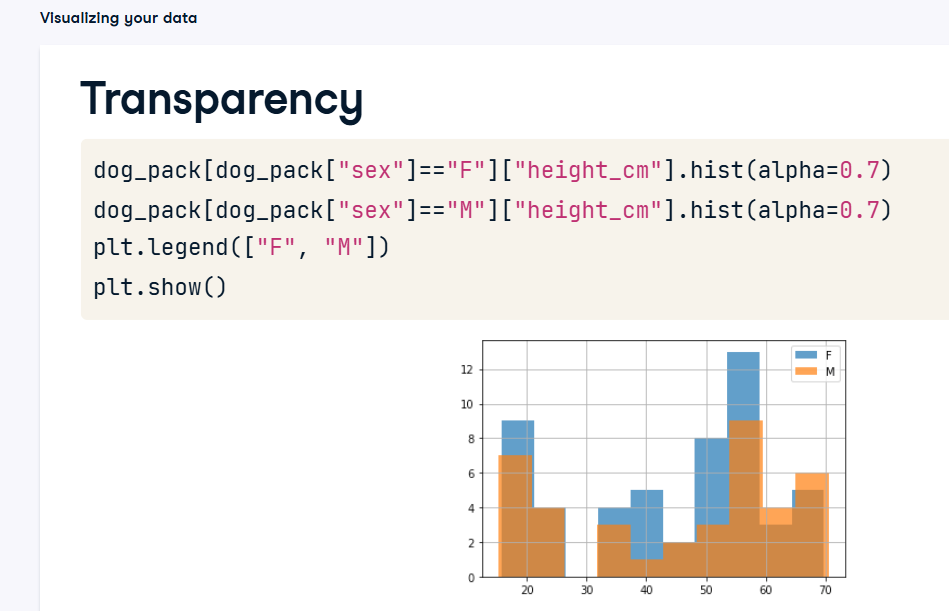 Visualizing your data
Transparency
dog_pack[dog_pack["sex"]=="F"]["height_cm"].hist(alpha=0.7)
dog_pack[dog_pack["sex"]=="M"]["height_cm"].hist(alpha=0.7)
plt.legend(["F", "M"])
plt.show()
F
M
12
10
8
6
4
2
0
20 30 40 50 60 70